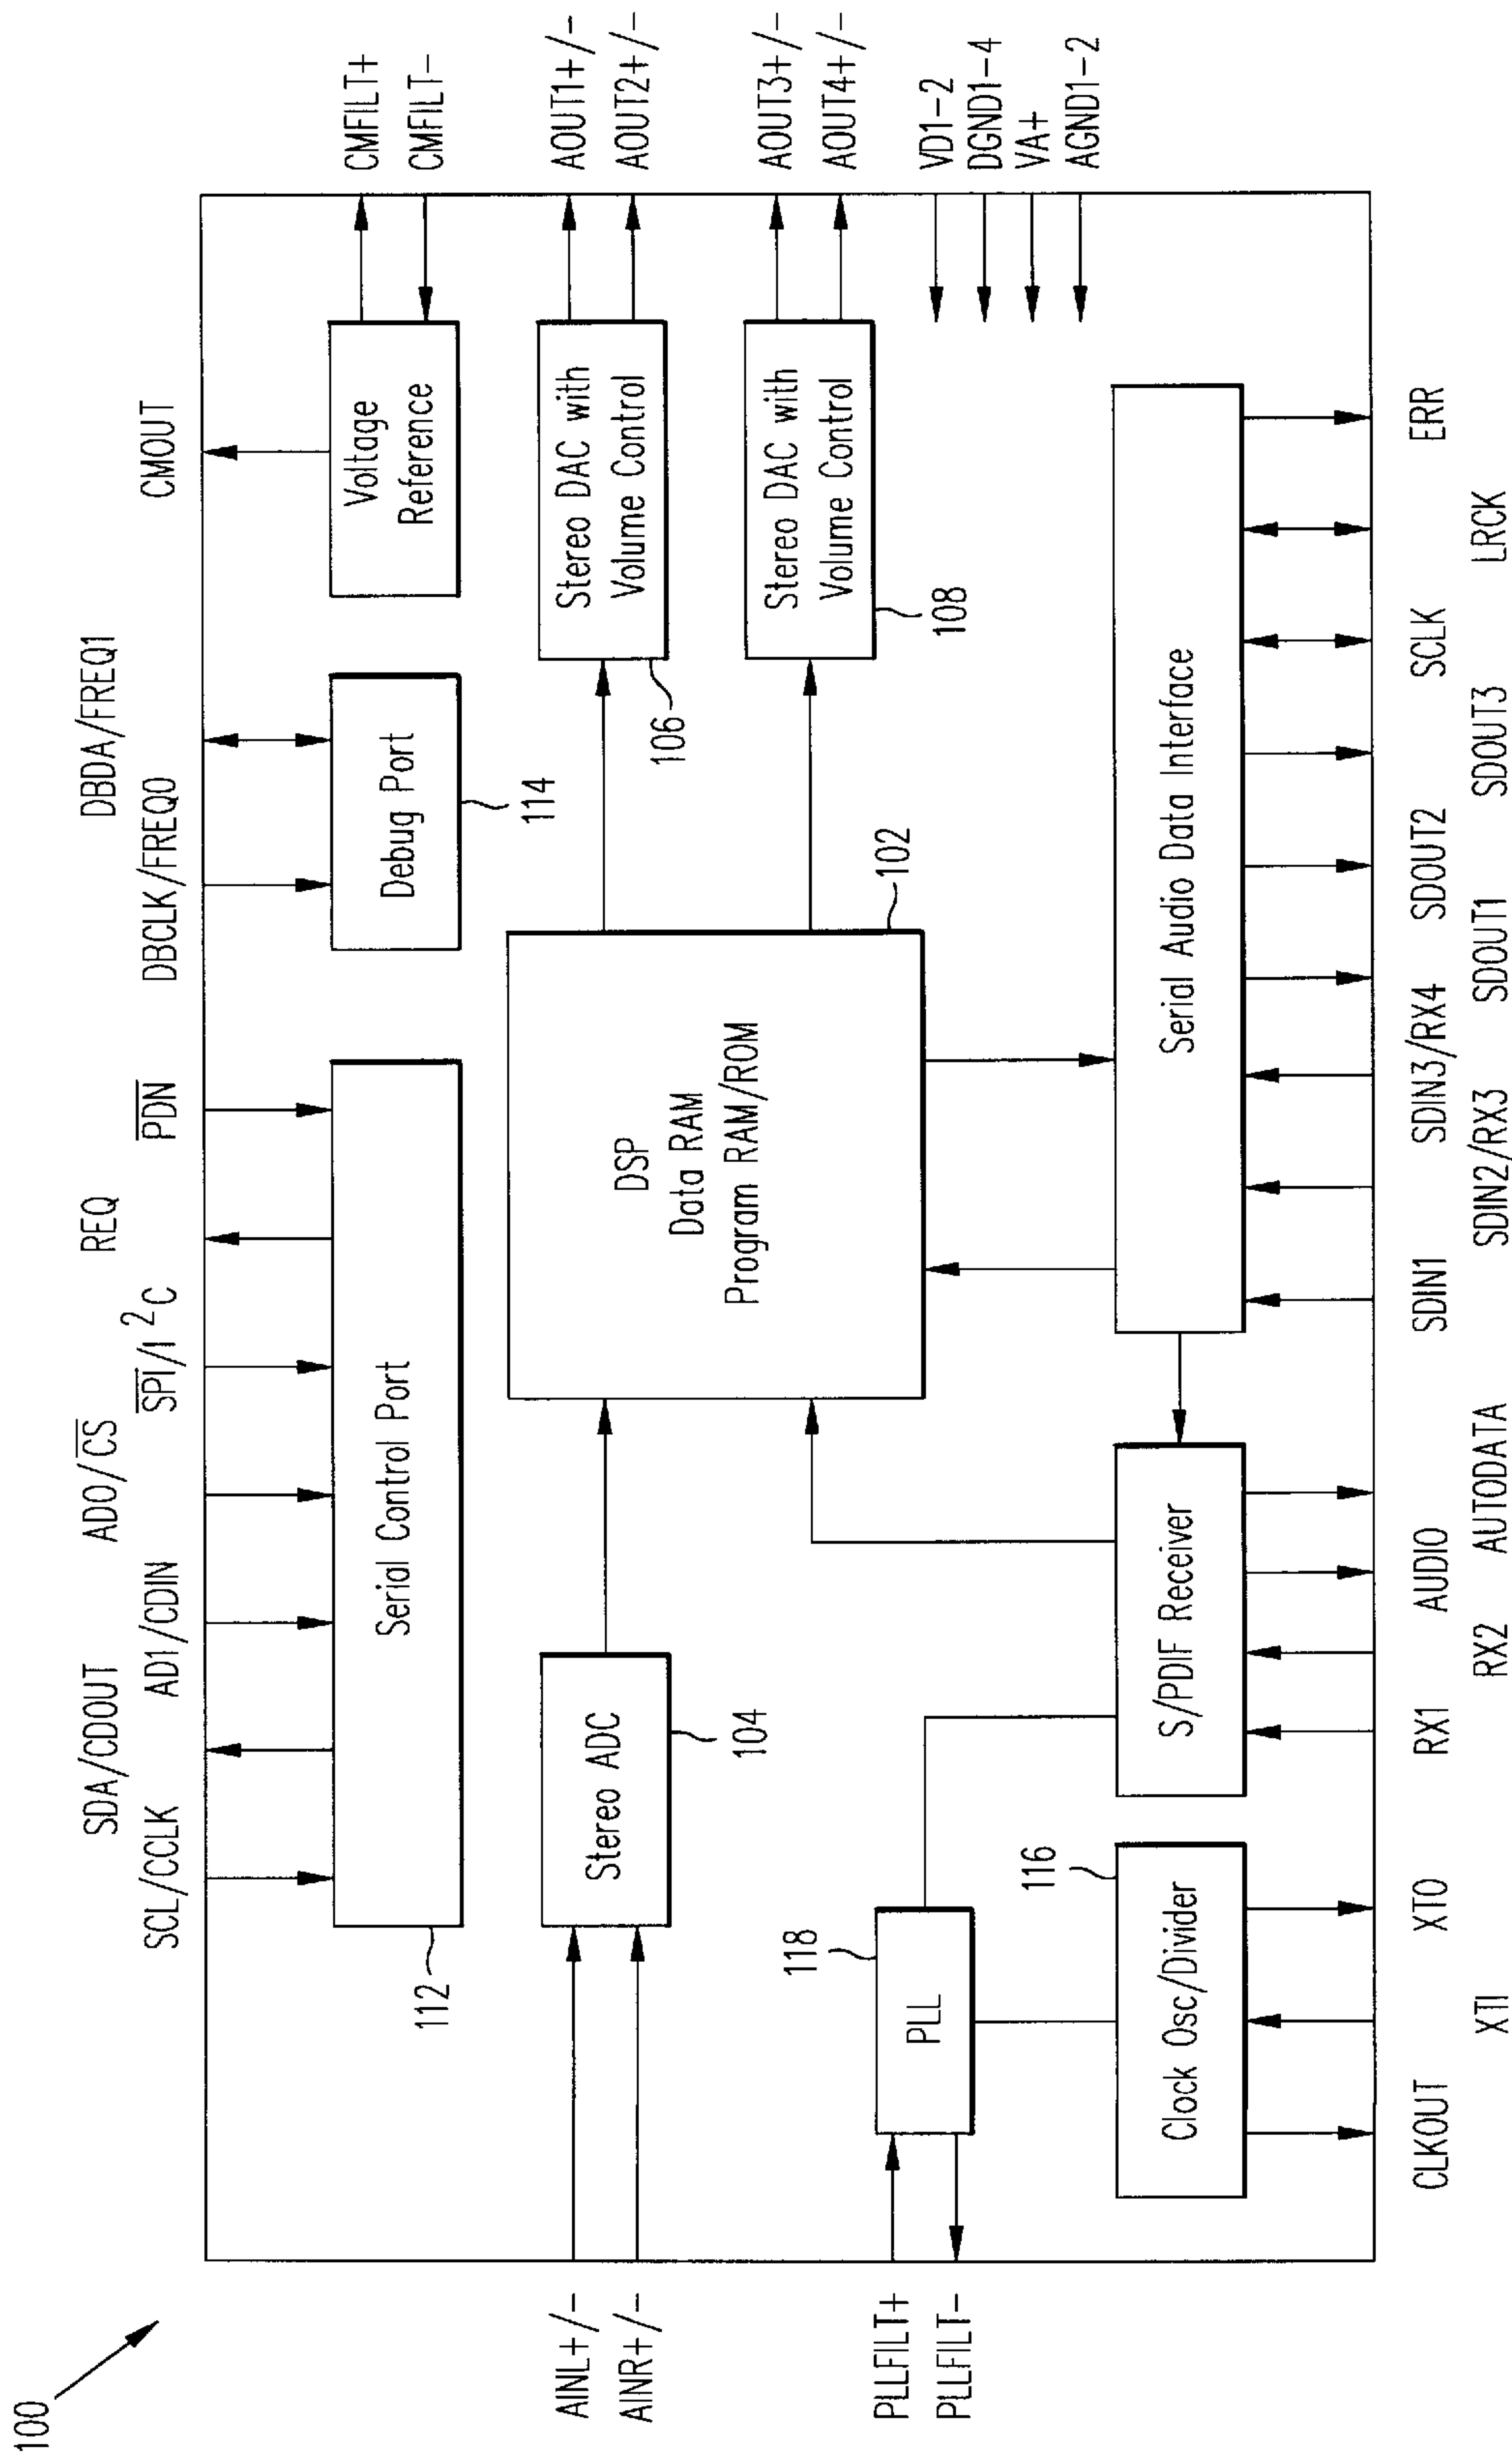 100
SCL/CCLK
SDA/CDOUT
AD1/CDIN
AD0/CS
SPI/I²C
REQ
PDN
DBCLK/FREQ0
DBDA/FREQ1
CMOUT
Serial Control Port
112
Debug Port
114
Voltage
Reference
CMFILT+
CMFILT-
AINL+/-
AINR+/-
Stereo ADC
104
DSP
Data RAM
Program RAM/ROM
102
Stereo DAC with
Volume Control
106
AOUT1+/-
AOUT2+/-
Stereo DAC with
Volume Control
108
AOUT3+/-
AOUT4+/-
VD1-2
DGND1-4
VA+
AGND1-2
PLLFILT+
PLLFILT-
PLL
118
Clock Osc/Divider
116
S/PDIF Receiver
Serial Audio Data Interface
CLKOUT
XTI
XTO
RX1
RX2
AUDIO
AUTODATA
SDIN1
SDIN2/RX3
SDIN3/RX4
SDOUT1
SDOUT2
SDOUT3
SCLK
LRCK
ERR